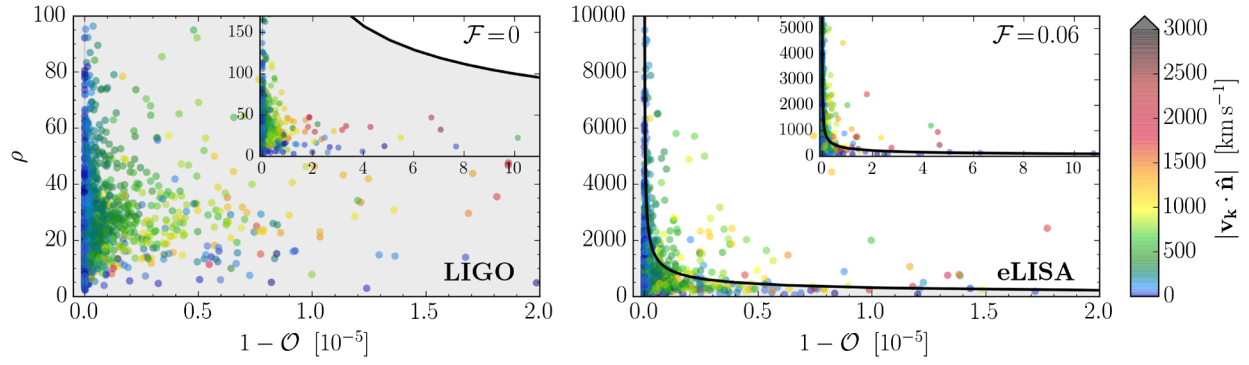 100
80
60
40
20
0
ρ
0.0 0.5 1.0 1.5 2.0
1 − 𝒪 [10⁻⁵]
LIGO
ℱ = 0
150
100
50
0
0 2 4 6 8 10
10000
8000
6000
4000
2000
0
0.0 0.5 1.0 1.5 2.0
1 − 𝒪 [10⁻⁵]
eLISA
ℱ = 0.06
5000
4000
3000
2000
1000
0
0 2 4 6 8 10
3000
2500
2000
1500
1000
500
0
|v_k · n̂| [km s⁻¹]